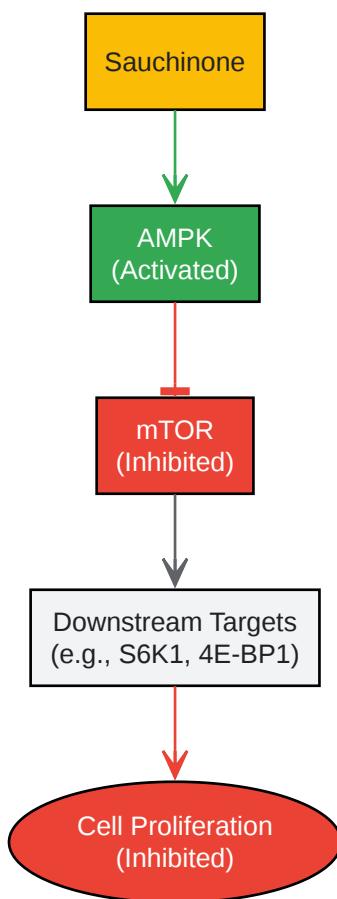 Sauchinone
AMPK
(Activated)
mTOR
(Inhibited)
Downstream Targets
(e.g., S6K1, 4E-BP1)
Cell Proliferation
(Inhibited)